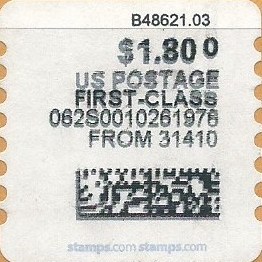 B48621.03
$1.80 0
US POSTAGE
FIRST-CLASS
062S0010261976
FROM 31410
stamps.com stamps.com